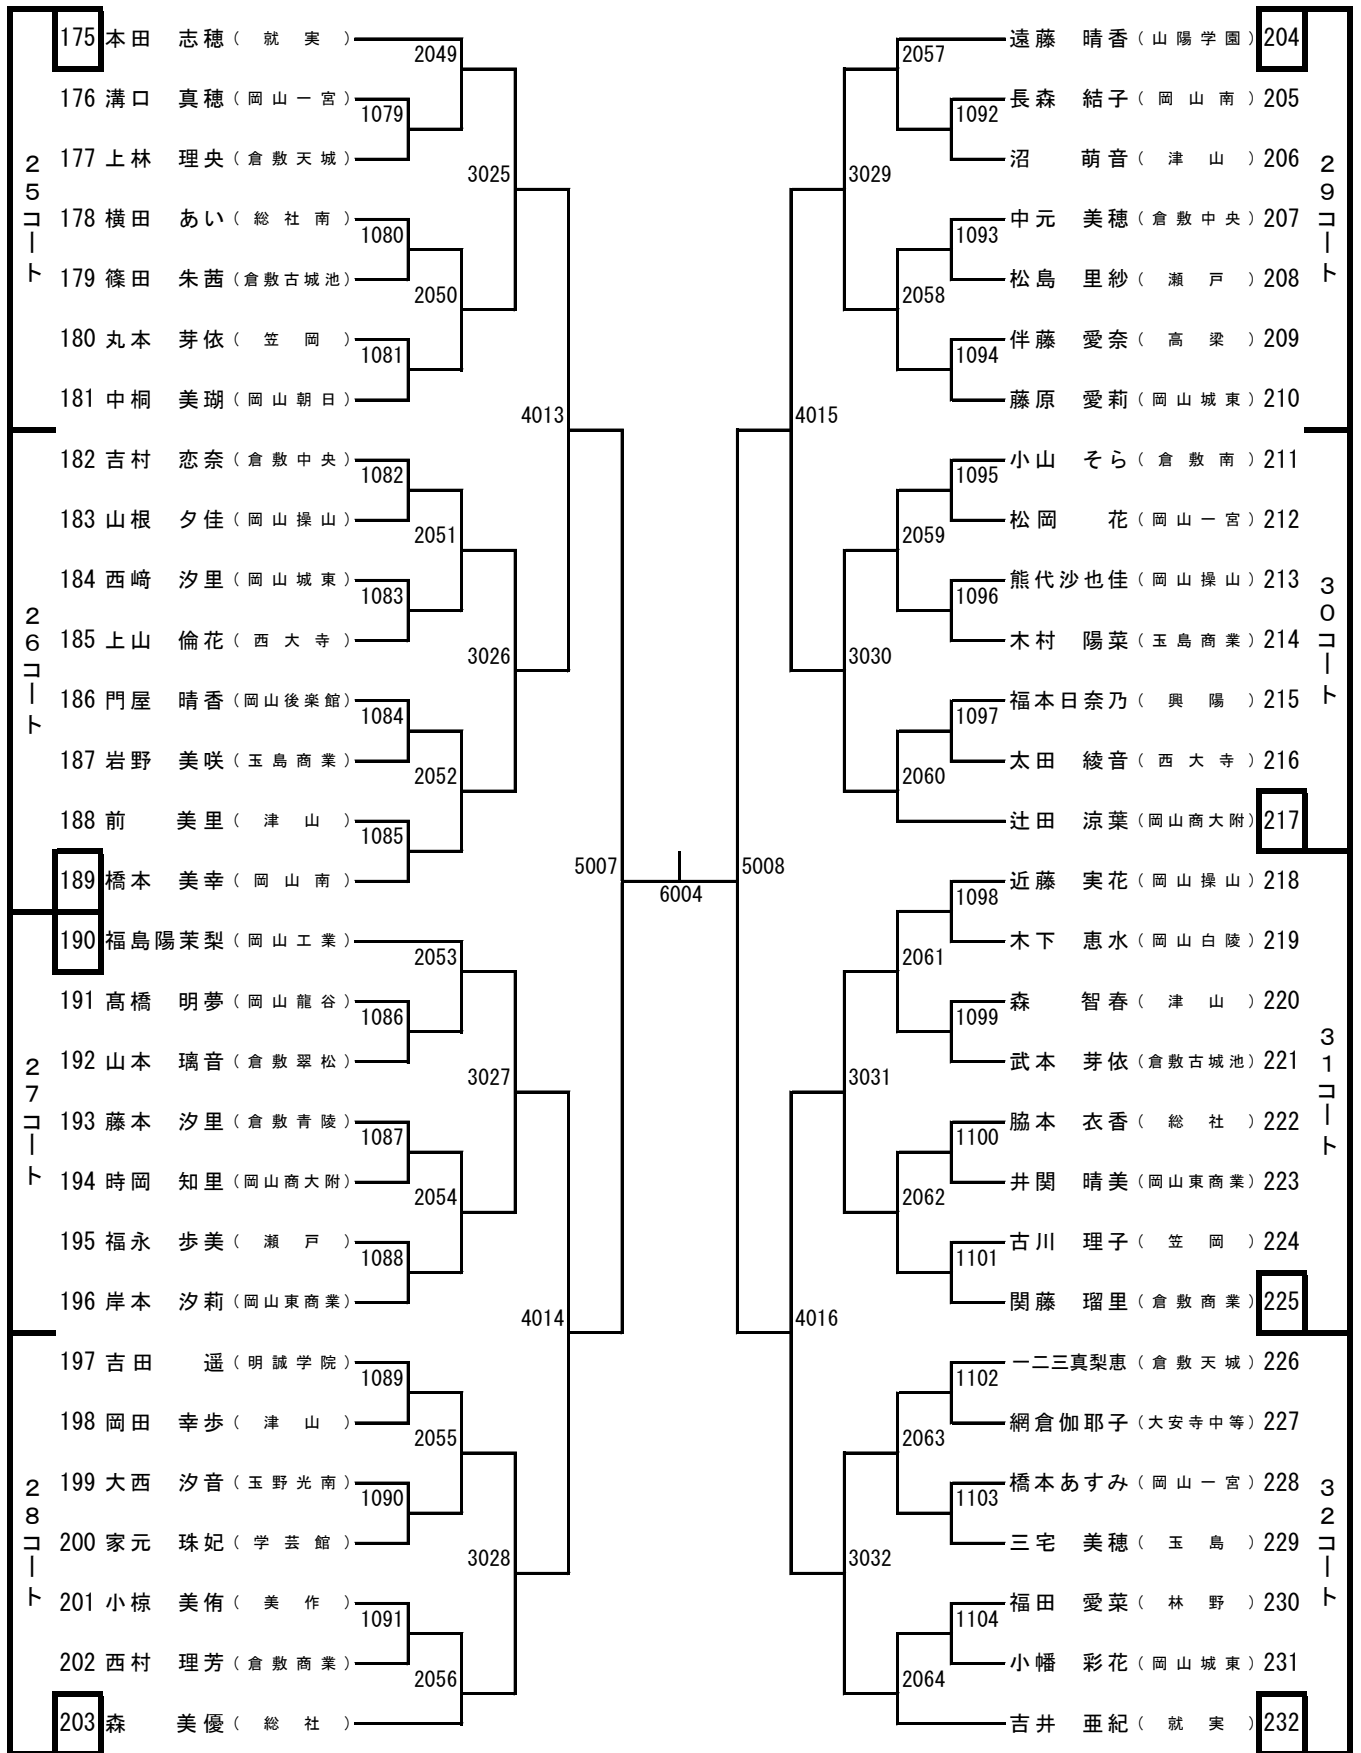 25コート
175 本田 志穂 ( 就実 )
176 溝口 真穂 ( 岡山一宮 )
177 上林 理央 ( 倉敷天城 )
178 横田 あい ( 総社南 )
179 篠田 朱茜 ( 倉敷古城池 )
180 丸本 芽依 ( 笠岡 )
181 中桐 美瑚 ( 岡山朝日 )
26コート
182 吉村 恋奈 ( 倉敷中央 )
183 山根 夕佳 ( 岡山操山 )
184 西﨑 汐里 ( 岡山城東 )
185 上山 倫花 ( 西大寺 )
186 門屋 晴香 ( 岡山後楽館 )
187 岩野 美咲 ( 玉島商業 )
188 前 美里 ( 津山 )
189 橋本 美幸 ( 岡山南 )
27コート
190 福島陽茉梨 ( 岡山工業 )
191 髙橋 明夢 ( 岡山龍谷 )
192 山本 璃音 ( 倉敷翠松 )
193 藤本 汐里 ( 倉敷青陵 )
194 時岡 知里 ( 岡山商大附 )
195 福永 歩美 ( 瀬戸 )
196 岸本 汐莉 ( 岡山東商業 )
28コート
197 吉田 遥 ( 明誠学院 )
198 岡田 幸歩 ( 津山 )
199 大西 汐音 ( 玉野光南 )
200 家元 珠妃 ( 学芸館 )
201 小椋 美侑 ( 美作 )
202 西村 理芳 ( 倉敷商業 )
203 森 美優 ( 総社 )
1079
1080
1081
1082
1083
1084
1085
1086
1087
1088
1089
1090
1091
2049
2050
2051
2052
2053
2054
2055
2056
3025
3026
3027
3028
4013
4014
5007
6004
5008
4015
4016
3029
3030
3031
3032
2057
2058
2059
2060
2061
2062
2063
2064
1092
1093
1094
1095
1096
1097
1098
1099
1100
1101
1102
1103
1104
29コート
遠藤 晴香 ( 山陽学園 ) 204
長森 結子 ( 岡山南 ) 205
沼 萌音 ( 津山 ) 206
中元 美穂 ( 倉敷中央 ) 207
松島 里紗 ( 瀬戸 ) 208
伴藤 愛奈 ( 高梁 ) 209
藤原 愛莉 ( 岡山城東 ) 210
30コート
小山 そら ( 倉敷南 ) 211
松岡 花 ( 岡山一宮 ) 212
熊代沙也佳 ( 岡山操山 ) 213
木村 陽菜 ( 玉島商業 ) 214
福本日奈乃 ( 興陽 ) 215
太田 綾音 ( 西大寺 ) 216
辻田 涼葉 ( 岡山商大附 ) 217
31コート
近藤 実花 ( 岡山操山 ) 218
木下 恵水 ( 岡山白陵 ) 219
森 智春 ( 津山 ) 220
武本 芽依 ( 倉敷古城池 ) 221
脇本 衣香 ( 総社 ) 222
井関 晴美 ( 岡山東商業 ) 223
古川 理子 ( 笠岡 ) 224
関藤 瑠里 ( 倉敷商業 ) 225
32コート
一二三真梨恵 ( 倉敷天城 ) 226
網倉伽耶子 ( 大安寺中等 ) 227
橋本あすみ ( 岡山一宮 ) 228
三宅 美穂 ( 玉島 ) 229
福田 愛菜 ( 林野 ) 230
小幡 彩花 ( 岡山城東 ) 231
吉井 亜紀 ( 就実 ) 232